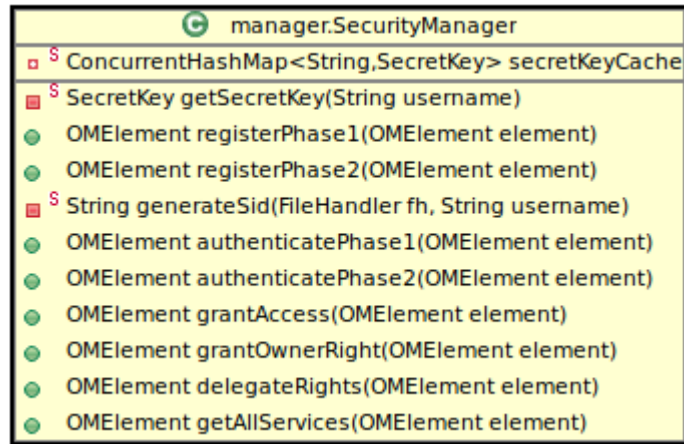 C manager.SecurityManager
S ConcurrentHashMap<String,SecretKey> secretKeyCache
S SecretKey getSecretKey(String username)
OMElement registerPhase1(OMElement element)
OMElement registerPhase2(OMElement element)
S String generateSid(FileHandler fh, String username)
OMElement authenticatePhase1(OMElement element)
OMElement authenticatePhase2(OMElement element)
OMElement grantAccess(OMElement element)
OMElement grantOwnerRight(OMElement element)
OMElement delegateRights(OMElement element)
OMElement getAllServices(OMElement element)